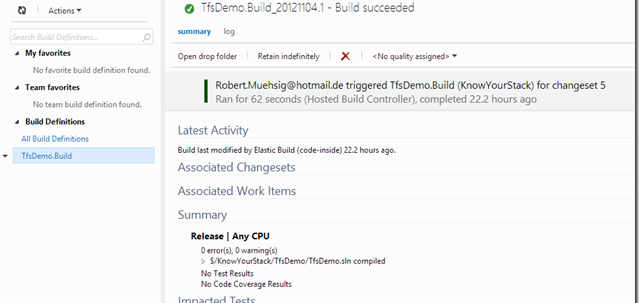 TfsDemo.Build_20121104.1 - Build succeeded
Actions
summary log
Search Build Definitions...
Open drop folder Retain indefinitely <No quality assigned>
My favorites
No favorite build definition found.
Team favorites
No team build definition found.
Build Definitions
All Build Definitions
TfsDemo.Build
Robert.Muehsig@hotmail.de triggered TfsDemo.Build (KnowYourStack) for changeset 5
Ran for 62 seconds (Hosted Build Controller), completed 22.2 hours ago
Latest Activity
Build last modified by Elastic Build (code-inside) 22.2 hours ago.
Associated Changesets
Associated Work Items
Summary
Release | Any CPU
0 error(s), 0 warning(s)
$/KnowYourStack/TfsDemo/TfsDemo.sln compiled
No Test Results
No Code Coverage Results
Impacted Tests